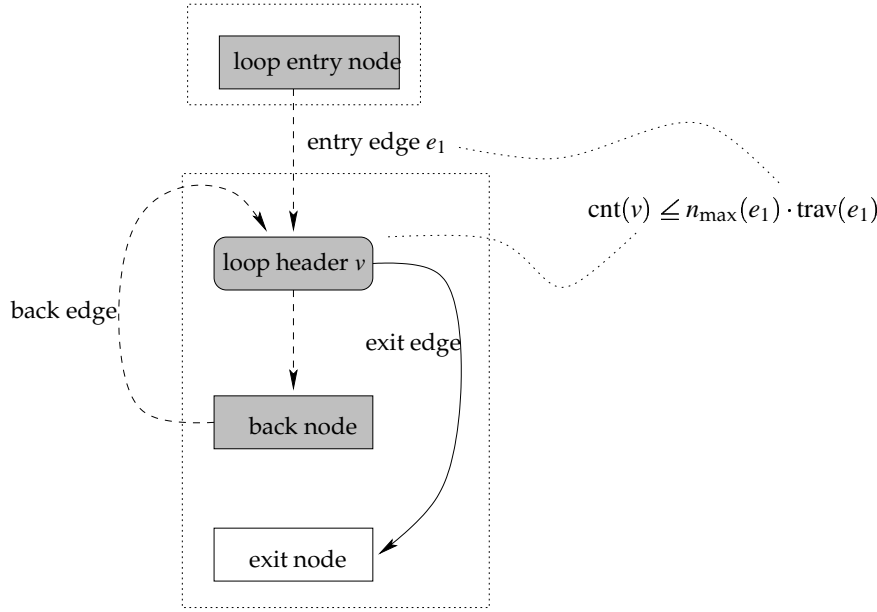 loop entry node
entry edge e₁
cnt(v) ≦ nₘₐₓ(e₁) · trav(e₁)
loop header v
back edge
exit edge
back node
exit node